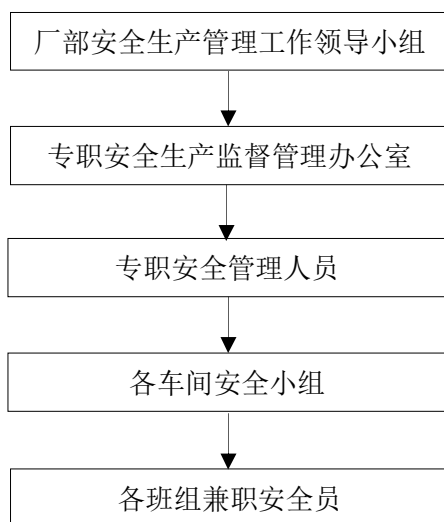 厂部安全生产管理工作领导小组
专职安全生产监督管理办公室
专职安全管理人员
各车间安全小组
各班组兼职安全员